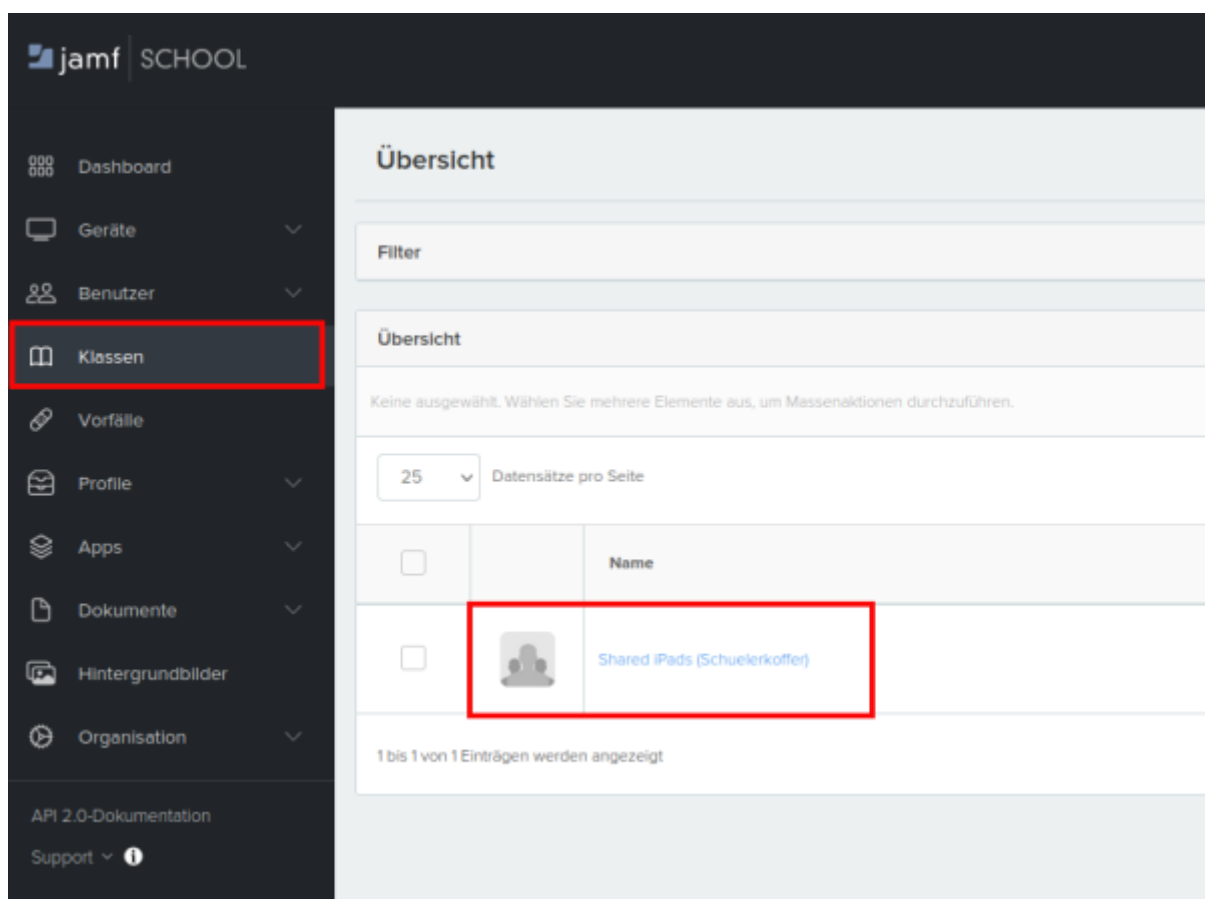 jamf SCHOOL
Dashboard
Geräte
Benutzer
Klassen
Vorfälle
Profile
Apps
Dokumente
Hintergrundbilder
Organisation
API 2.0-Dokumentation
Support
Übersicht
Filter
Übersicht
Keine ausgewählt. Wählen Sie mehrere Elemente aus, um Massenaktionen durchzuführen.
25 Datensätze pro Seite
Name
Shared iPads (Schuelerkoffer)
1 bis 1 von 1 Einträgen werden angezeigt